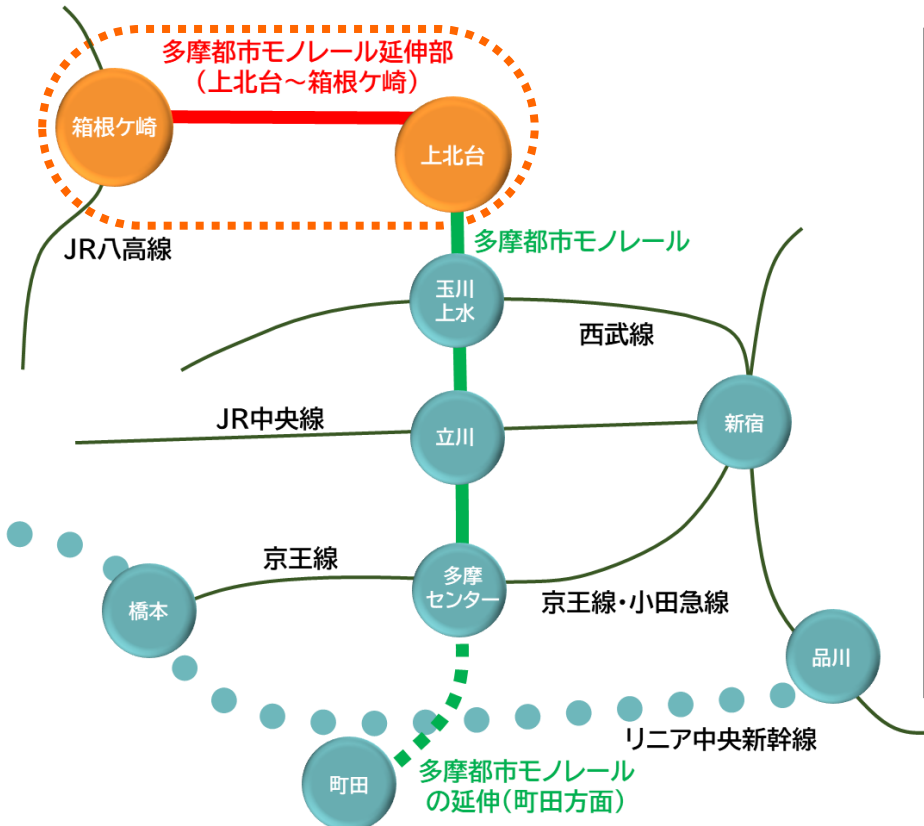 多摩都市モノレール延伸部
（上北台～箱根ケ崎）
箱根ケ崎
上北台
JR八高線
多摩都市モノレール
玉川
上水
西武線
JR中央線
立川
新宿
京王線
多摩
センター
京王線・小田急線
橋本
品川
リニア中央新幹線
町田
多摩都市モノレール
の延伸（町田方面）